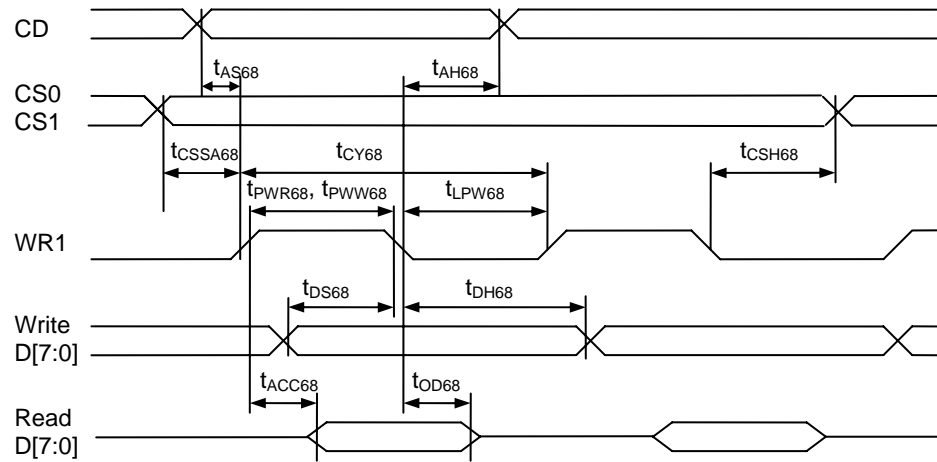 CD
tAS68 tAH68
CS0
CS1
tCSSA68 tCY68 tCSH68
tPWR68, tPWW68 tLPW68
WR1
tDS68 tDH68
Write
D[7:0]
tACC68 tOD68
Read
D[7:0]